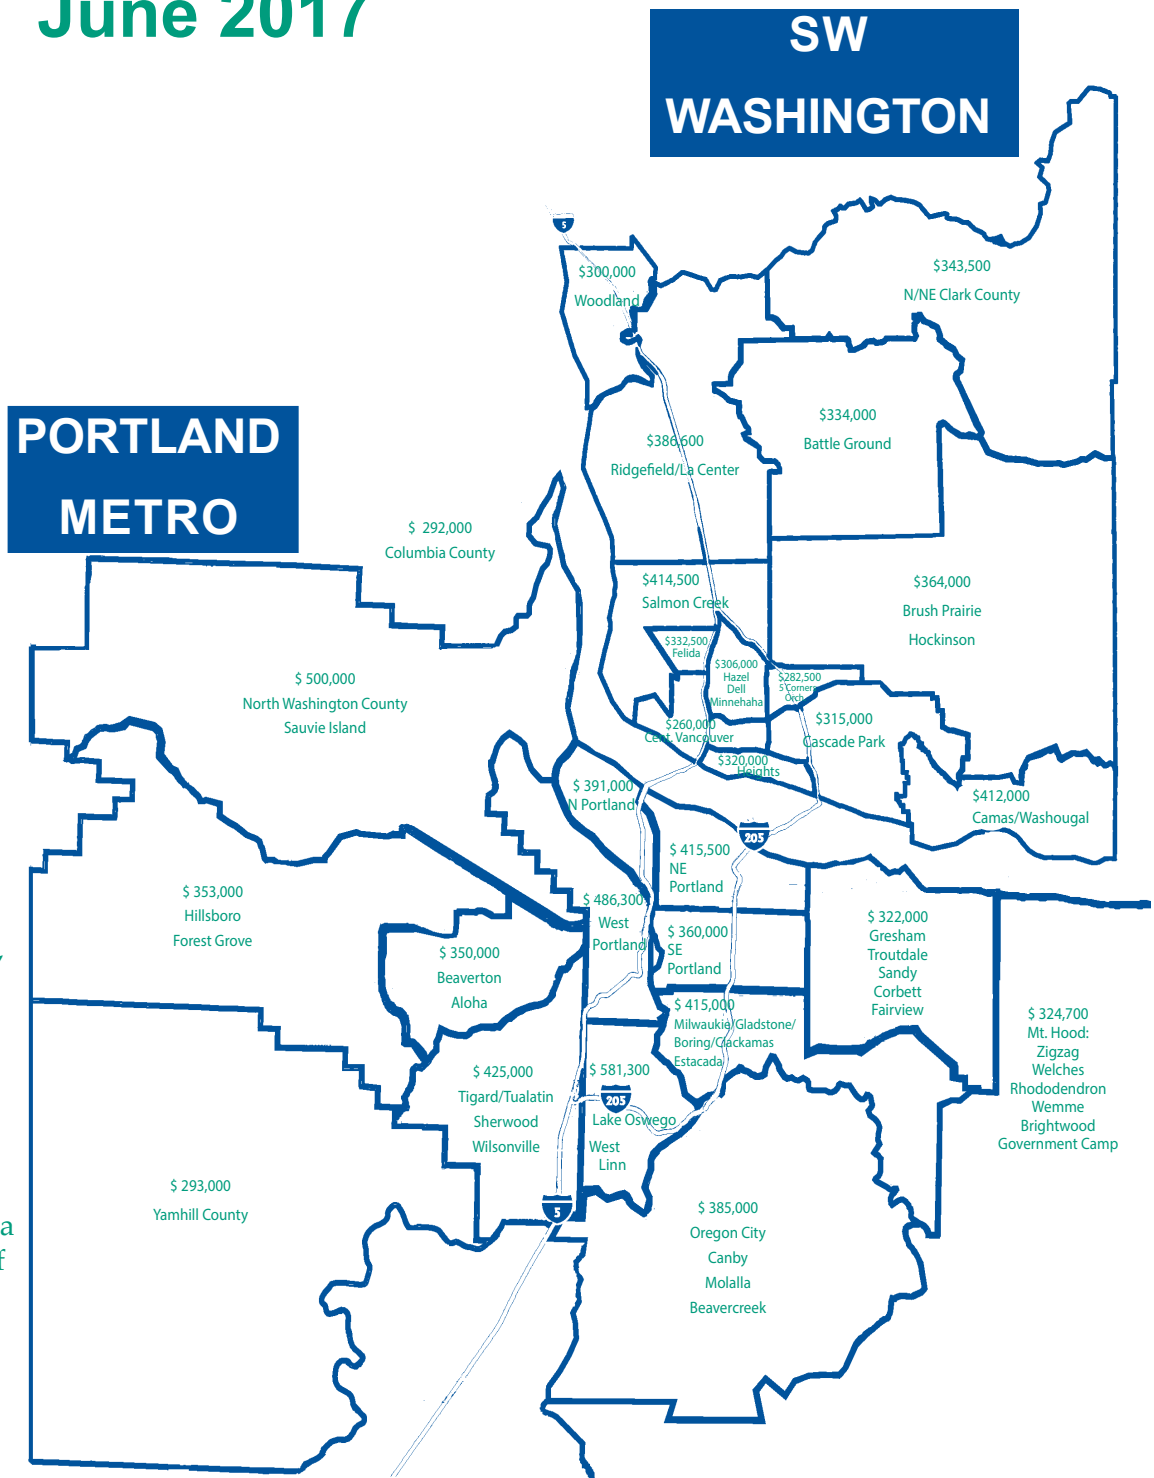 June 2017
SW
WASHINGTON
5
$300,000
Woodland
$343,500
N/NE Clark County
$334,000
Battle Ground
$386,600
Ridgefield/La Center
PORTLAND
METRO
$ 292,000
Columbia County
$414,500
Salmon Creek
$364,000
Brush Prairie
Hockinson
$332,500
Felida
$306,000
Hazel
Dell
Minnehaha
$282,500
5 Corners
Orch.
$ 500,000
North Washington County
Sauvie Island
$260,000
Cent. Vancouver
$315,000
Cascade Park
$320,000
Heights
$412,000
Camas/Washougal
$ 391,000
N Portland
205
$ 415,500
NE
Portland
$ 353,000
Hillsboro
Forest Grove
$ 486,300
West
Portland
$ 360,000
SE
Portland
$ 322,000
Gresham
Troutdale
Sandy
Corbett
Fairview
$ 350,000
Beaverton
Aloha
$ 415,000
Milwaukie/Gladstone/
Boring/Clackamas
Estacada
$ 324,700
Mt. Hood:
Zigzag
Welches
Rhododendron
Wemme
Brightwood
Government Camp
$ 425,000
Tigard/Tualatin
Sherwood
Wilsonville
$ 581,300
205
Lake Oswego
West
Linn
$ 293,000
Yamhill County
5
$ 385,000
Oregon City
Canby
Molalla
Beavercreek
a
f